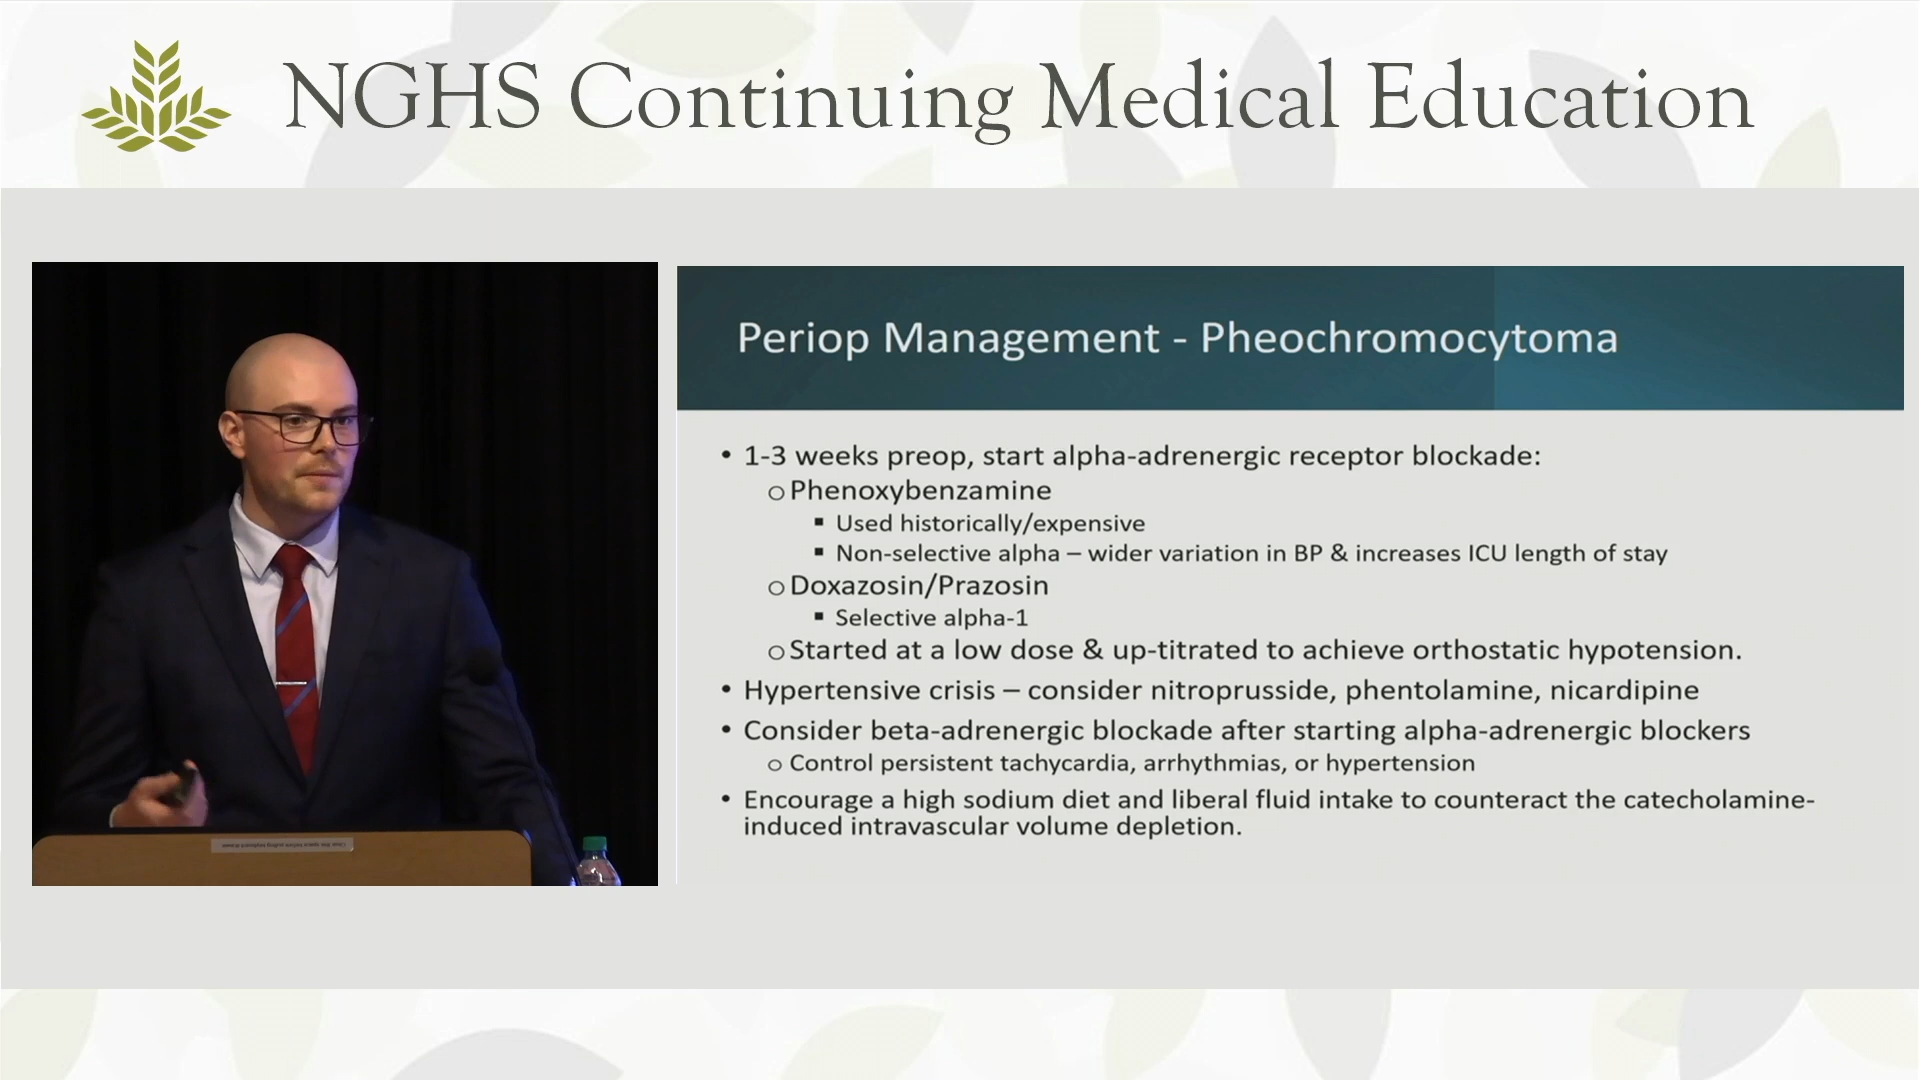 NGHS Continuing Medical Education
Periop Management - Pheochromocytoma
• 1-3 weeks preop, start alpha-adrenergic receptor blockade:
o Phenoxybenzamine
▪ Used historically/expensive
▪ Non-selective alpha – wider variation in BP & increases ICU length of stay
o Doxazosin/Prazosin
▪ Selective alpha-1
o Started at a low dose & up-titrated to achieve orthostatic hypotension.
• Hypertensive crisis – consider nitroprusside, phentolamine, nicardipine
• Consider beta-adrenergic blockade after starting alpha-adrenergic blockers
o Control persistent tachycardia, arrhythmias, or hypertension
• Encourage a high sodium diet and liberal fluid intake to counteract the catecholamine-
induced intravascular volume depletion.